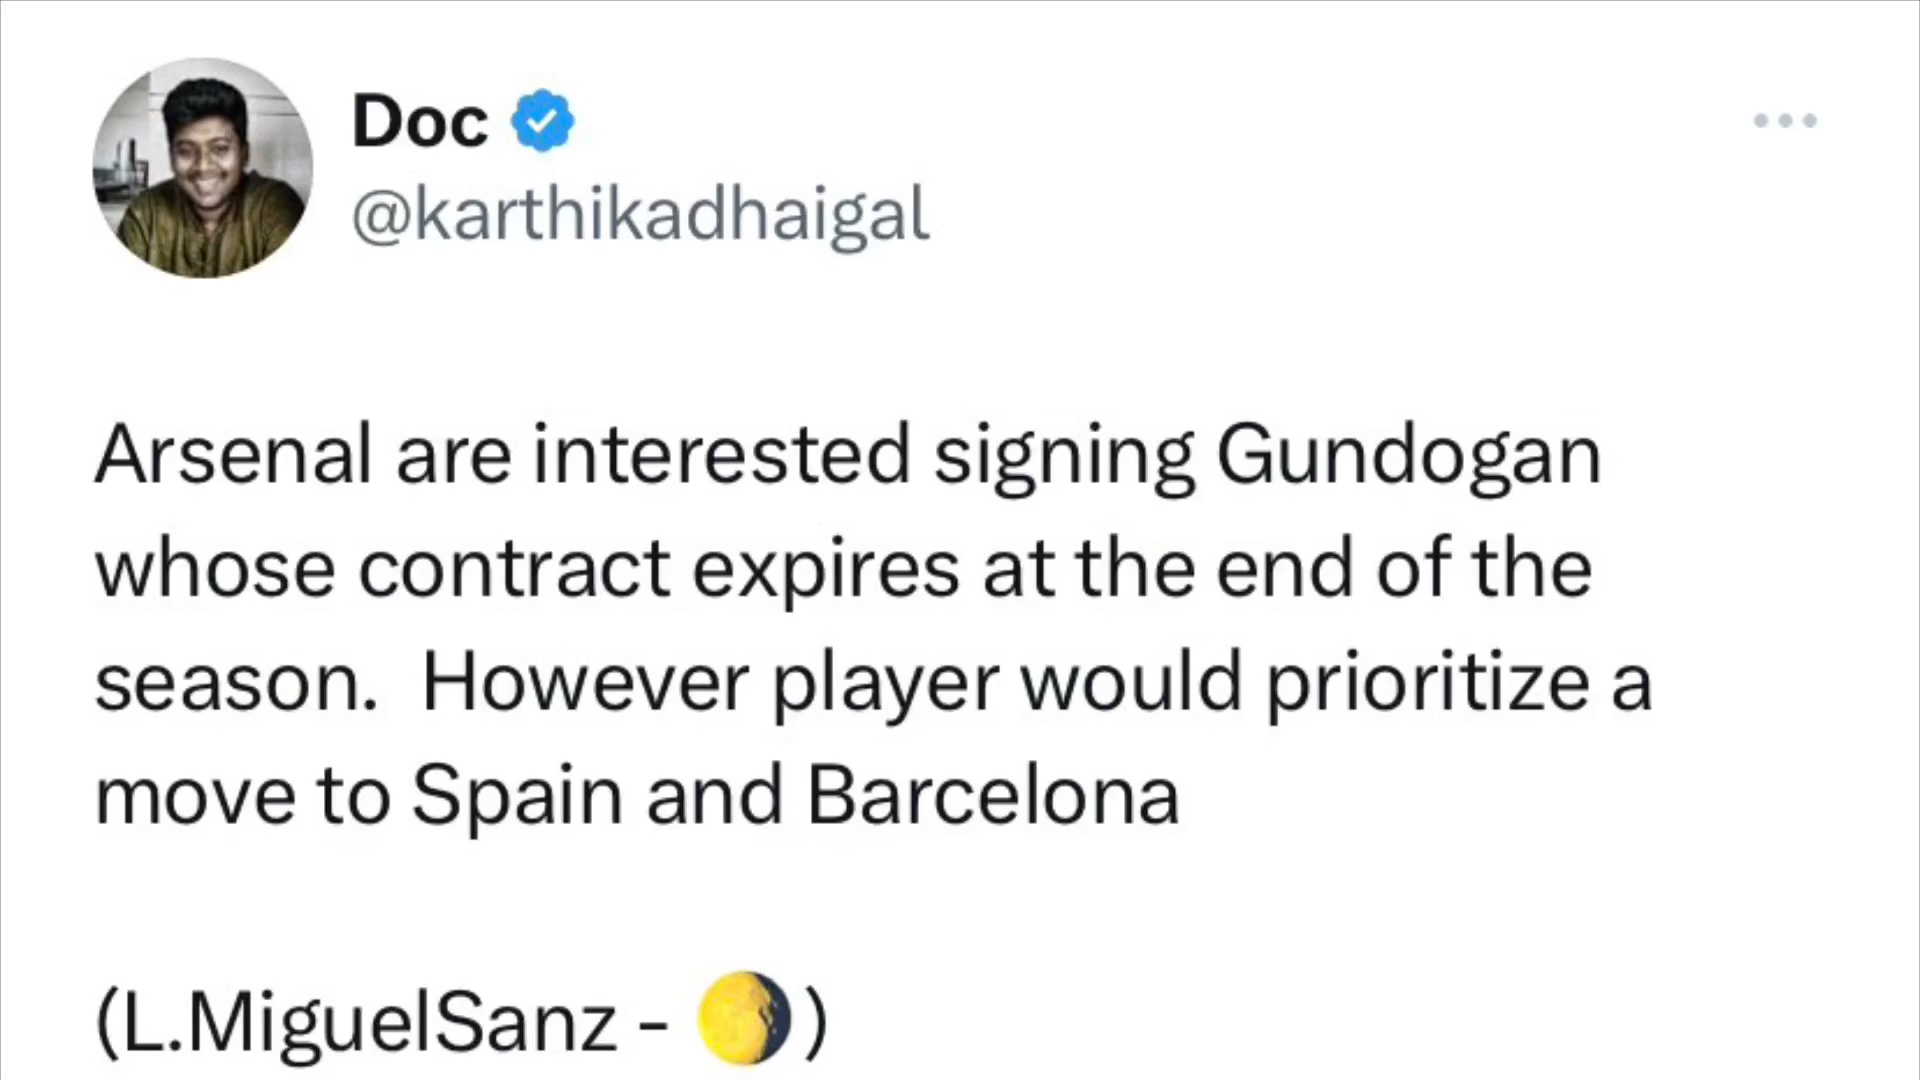 Doc
@karthikadhaigal
Arsenal are interested signing Gundogan
whose contract expires at the end of the
season.  However player would prioritize a
move to Spain and Barcelona
(L.MiguelSanz - 🌖)